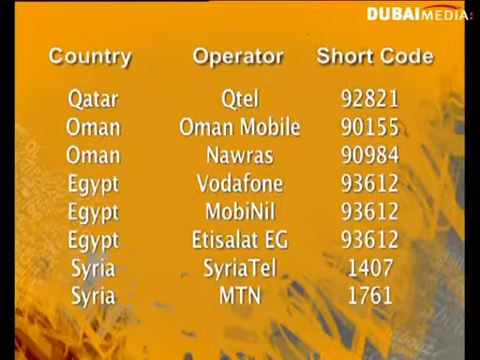 DUBAI MEDIA
Country Operator Short Code
Qatar Qtel 92821
Oman Oman Mobile 90155
Oman Nawras 90984
Egypt Vodafone 93612
Egypt MobiNil 93612
Egypt Etisalat EG 93612
Syria SyriaTel 1407
Syria MTN 1761